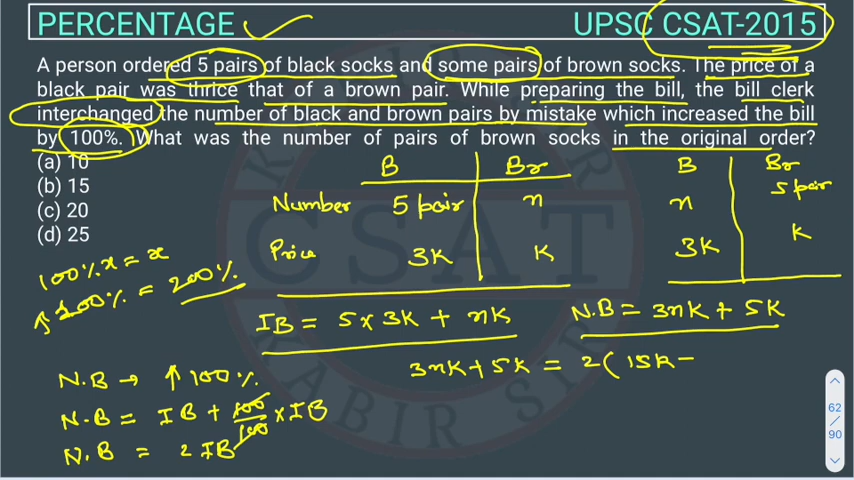 PERCENTAGE
UPSC CSAT-2015
A person ordered 5 pairs of black socks and some pairs of brown socks. The price of a
black pair was thrice that of a brown pair. While preparing the bill, the bill clerk
interchanged the number of black and brown pairs by mistake which increased the bill
by 100%. What was the number of pairs of brown socks in the original order?
(a) 10
(b) 15
(c) 20
(d) 25
B Br
Number 5 pair n
Price 3K K
B Br
n 5 pair
3K K
100% x = x
↑ 100% = 200%
IB = 5 x 3K + nK
N.B = 3nK + 5K
3nK + 5K = 2 ( 15K -
N.B → ↑ 100%
N.B = IB + 100/100 x IB
N.B = 2 IB
CSAT
KABIR SIR
62
/
90